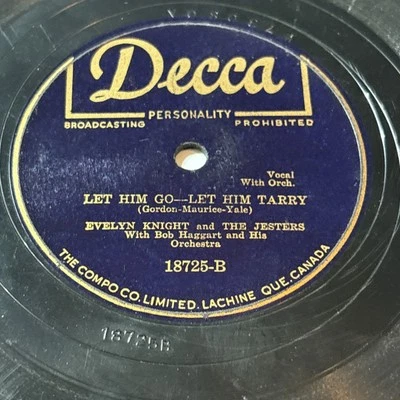 Decca
PERSONALITY
BROADCASTING PROHIBITED
Vocal
With Orch.
LET HIM GO--LET HIM TARRY
(Gordon-Maurice-Yale)
EVELYN KNIGHT and THE JESTERS
With Bob Haggart and His
Orchestra
18725-B
THE COMPO CO. LIMITED. LACHINE QUE. CANADA
18725B